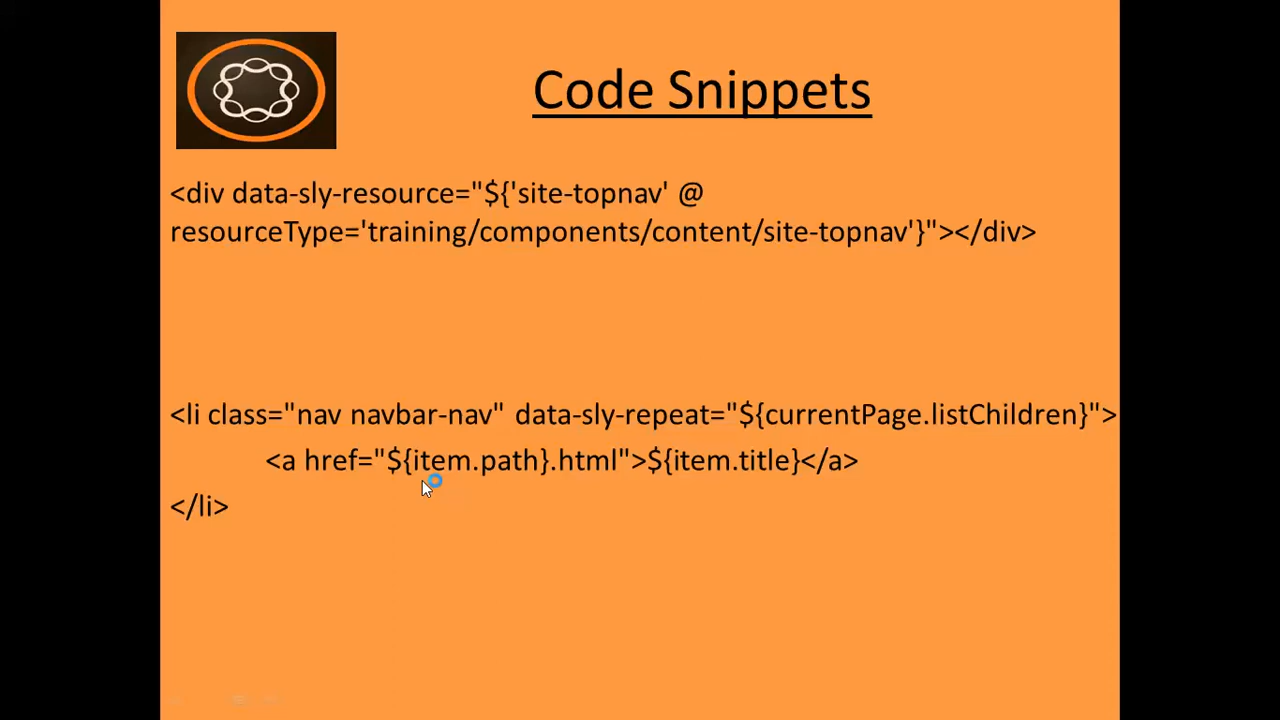 Code Snippets
<div data-sly-resource="${'site-topnav' @
resourceType='training/components/content/site-topnav'}"></div>
<li class="nav navbar-nav" data-sly-repeat="${currentPage.listChildren}">
<a href="${item.path}.html">${item.title}</a>
</li>